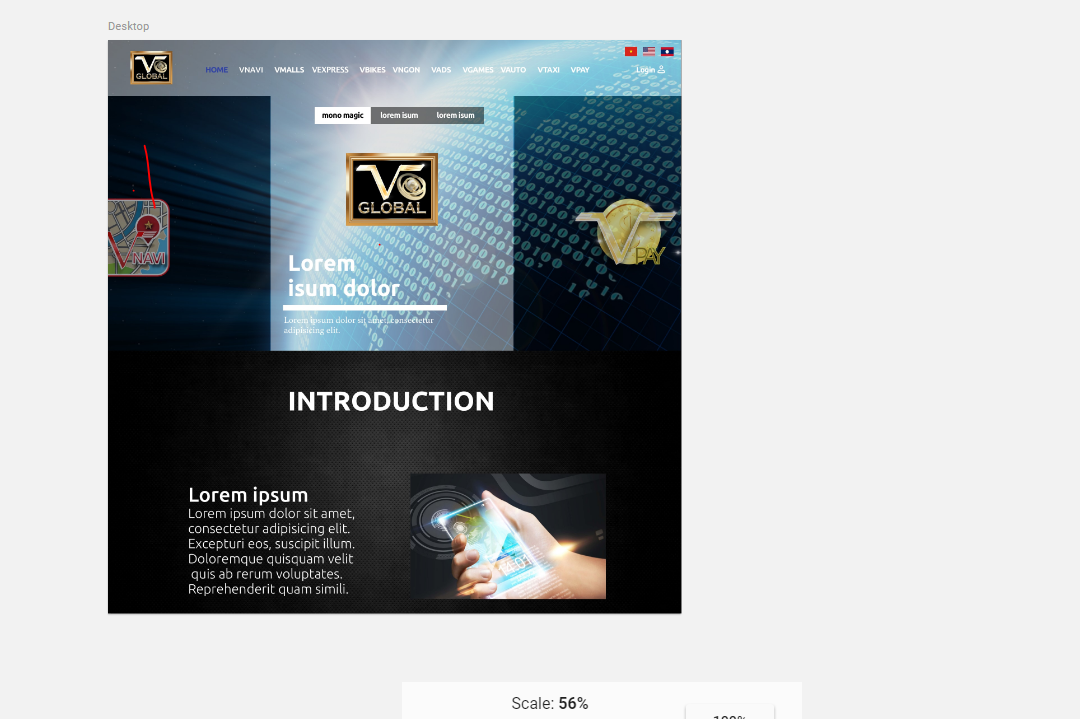 Desktop
VG GLOBAL
HOME VNAVI VMALLS VEXPRESS VBIKES VNGON VADS VGAMES VAUTO VTAXI VPAY
Login
mono magic lorem isum lorem isum
VG
GLOBAL
V-NAVI
V PAY
Lorem
isum dolor
Lorem ipsum dolor sit amet, consectetur
adipisicing elit.
INTRODUCTION
Lorem ipsum
Lorem ipsum dolor sit amet,
consectetur adipisicing elit.
Excepturi eos, suscipit illum.
Doloremque quisquam velit
quis ab rerum voluptates.
Reprehenderit quam simili.
Scale: 56%
100%